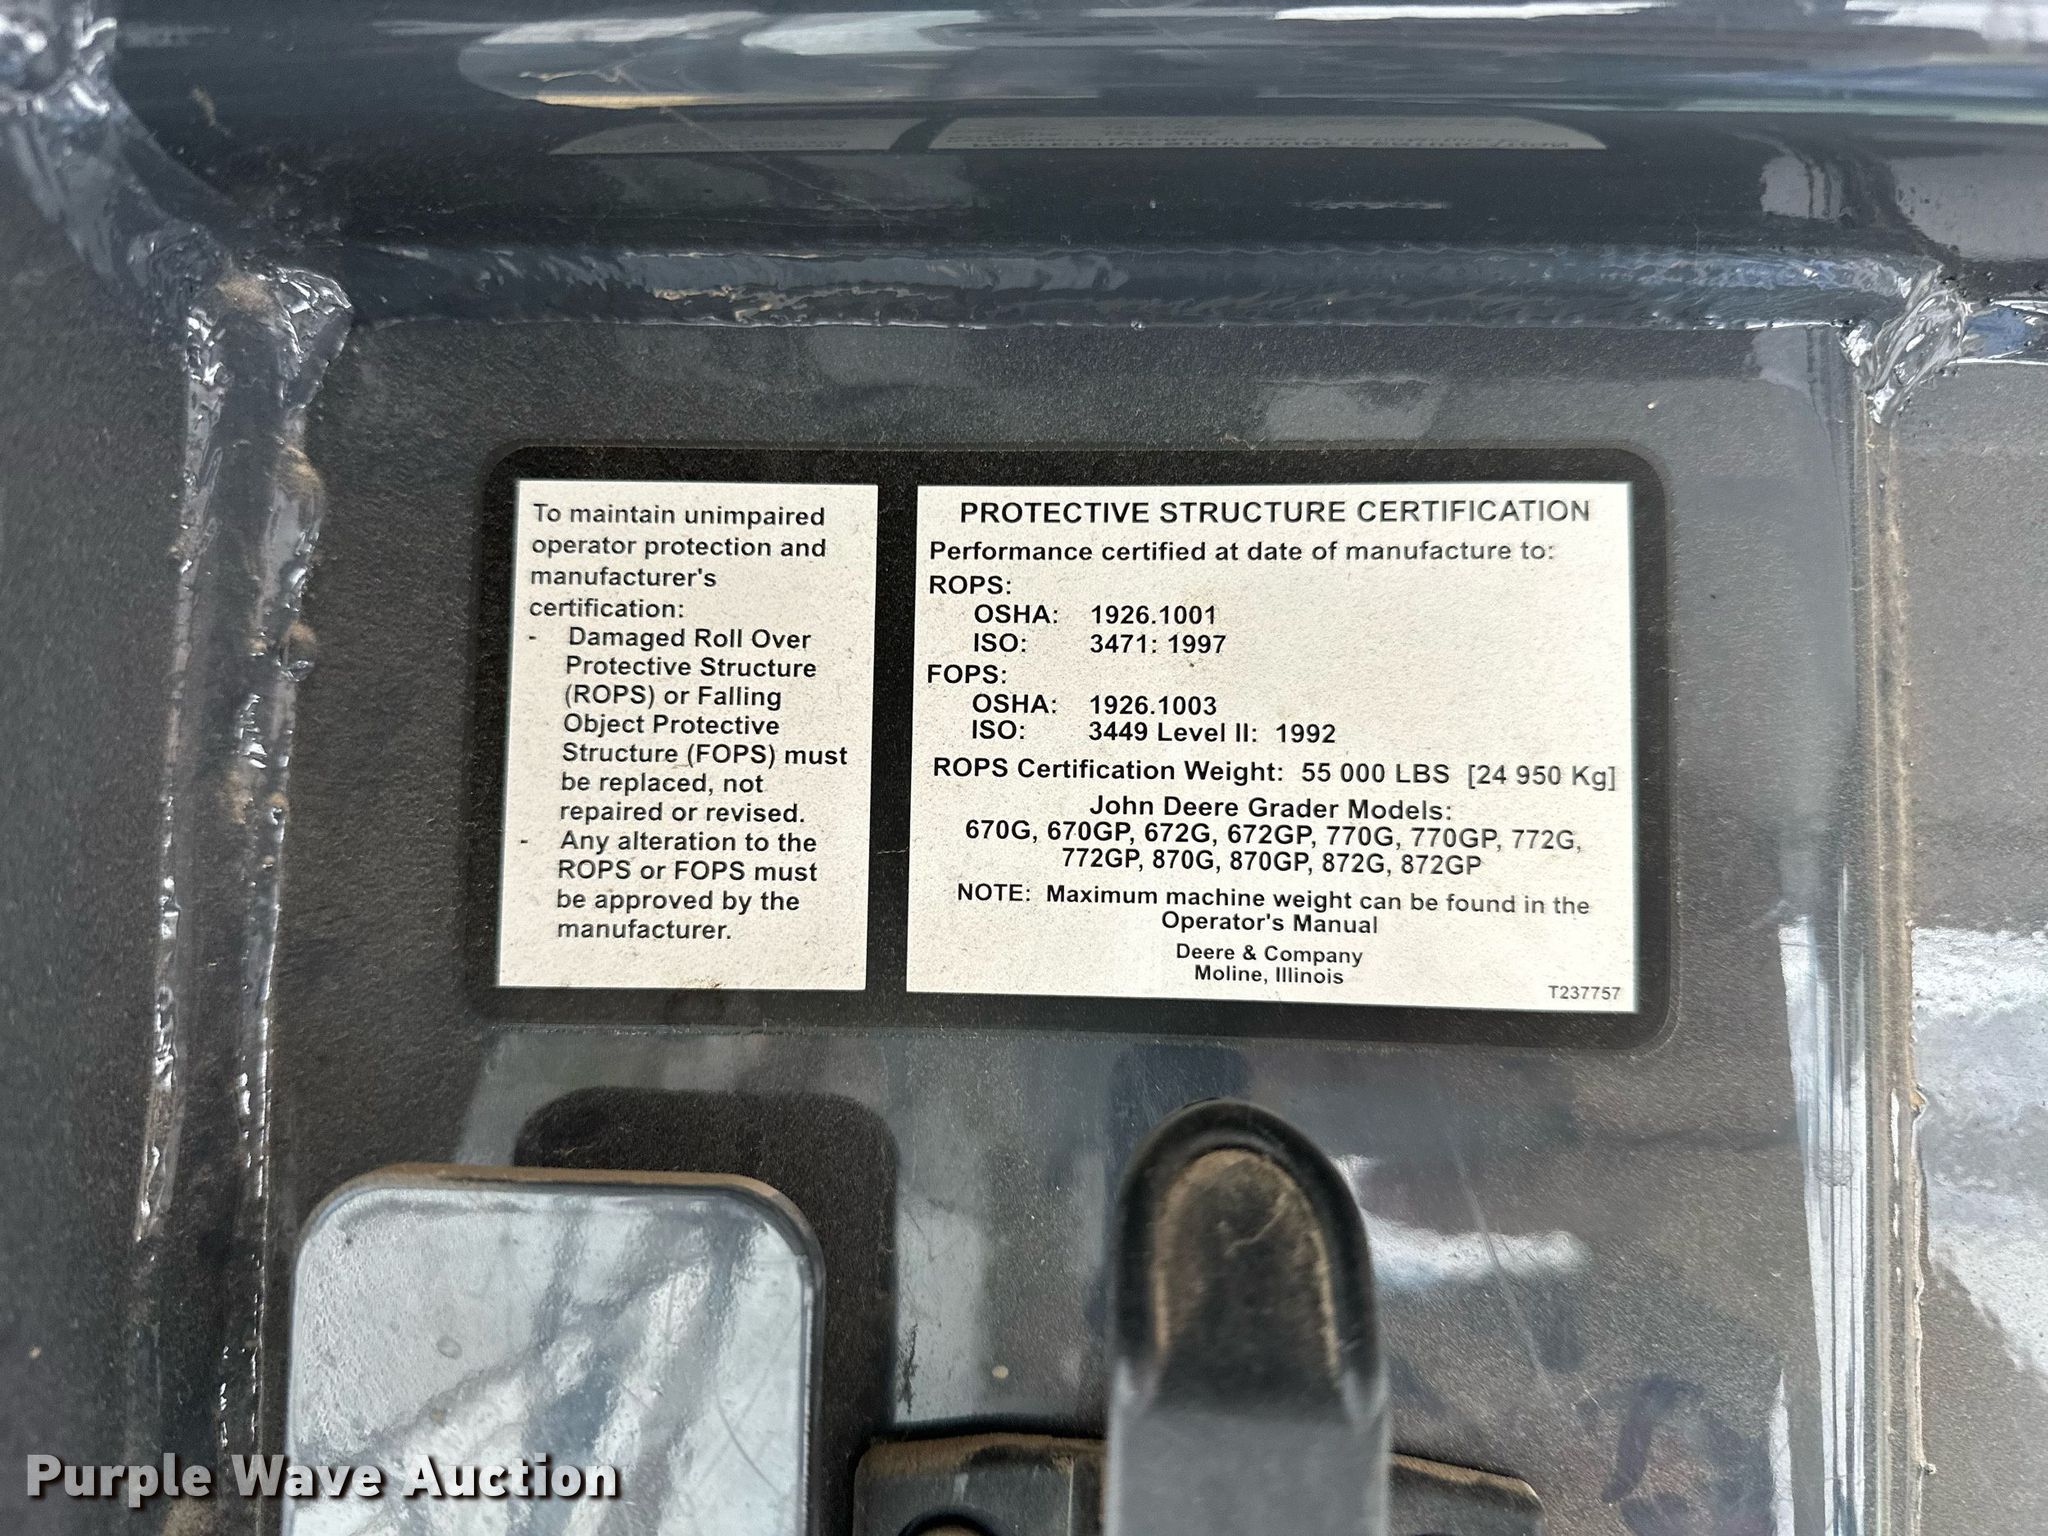 To maintain unimpaired
operator protection and
manufacturer's
certification:
- Damaged Roll Over
Protective Structure
(ROPS) or Falling
Object Protective
Structure (FOPS) must
be replaced, not
repaired or revised.
- Any alteration to the
ROPS or FOPS must
be approved by the
manufacturer.
PROTECTIVE STRUCTURE CERTIFICATION
Performance certified at date of manufacture to:
ROPS:
OSHA: 1926.1001
ISO: 3471: 1997
FOPS:
OSHA: 1926.1003
ISO: 3449 Level II: 1992
ROPS Certification Weight: 55 000 LBS [24 950 Kg]
John Deere Grader Models:
670G, 670GP, 672G, 672GP, 770G, 770GP, 772G,
772GP, 870G, 870GP, 872G, 872GP
NOTE: Maximum machine weight can be found in the
Operator's Manual
Deere & Company
Moline, Illinois
T237757
Purple Wave Auction